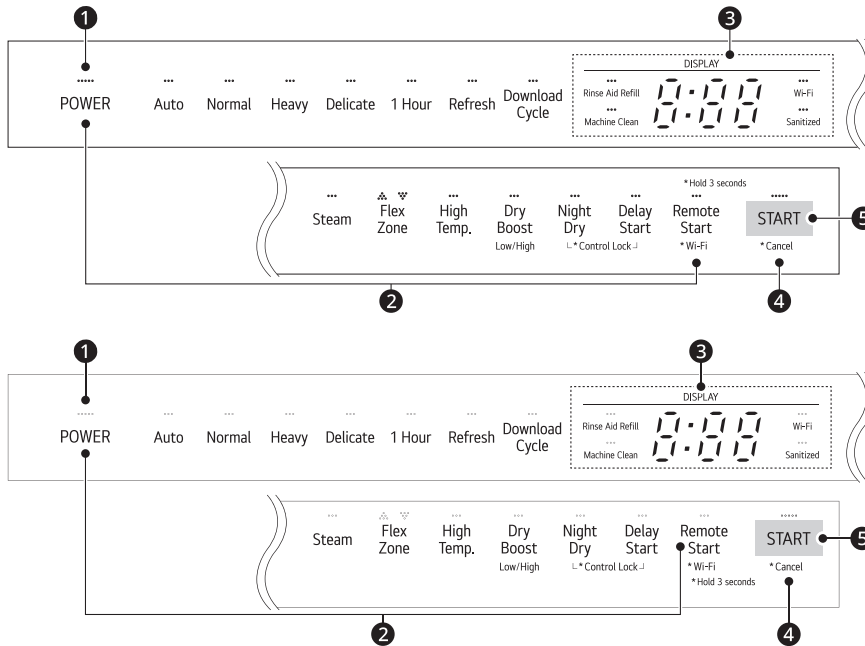 1 3
DISPLAY
POWER Auto Normal Heavy Delicate 1 Hour Refresh Download Cycle
Rinse Aid Refill 8:88 Wi-Fi
Machine Clean Sanitized
*Hold 3 seconds
Steam Flex Zone High Temp. Dry Boost Night Dry Delay Start Remote Start START 5
Low/High └*Control Lock┘ *Wi-Fi *Cancel
2 4
1 3
DISPLAY
POWER Auto Normal Heavy Delicate 1 Hour Refresh Download Cycle
Rinse Aid Refill 8:88 Wi-Fi
Machine Clean Sanitized
Steam Flex Zone High Temp. Dry Boost Night Dry Delay Start Remote Start START 5
Low/High └*Control Lock┘ *Wi-Fi *Cancel
*Hold 3 seconds
2 4